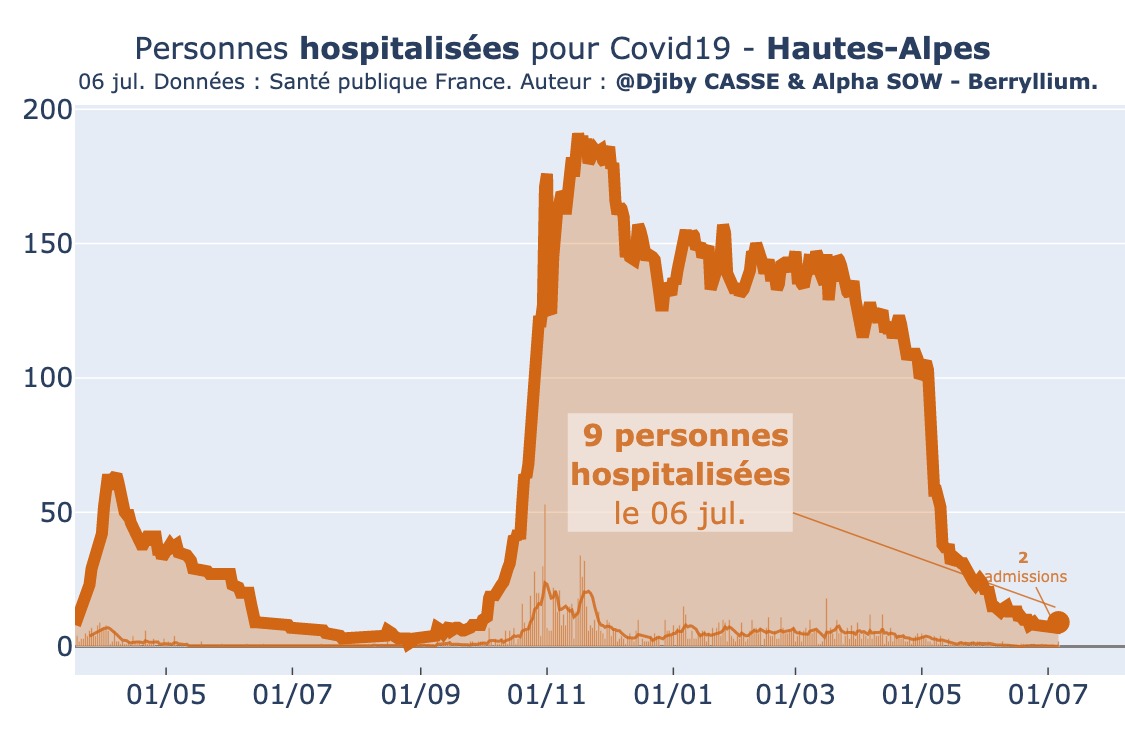 Personnes hospitalisées pour Covid19 - Hautes-Alpes
06 jul. Données : Santé publique France. Auteur : @Djiby CASSE & Alpha SOW - Berryllium.
200
150
100
50
0
9 personnes
hospitalisées
le 06 jul.
2
admissions
01/05 01/07 01/09 01/11 01/01 01/03 01/05 01/07